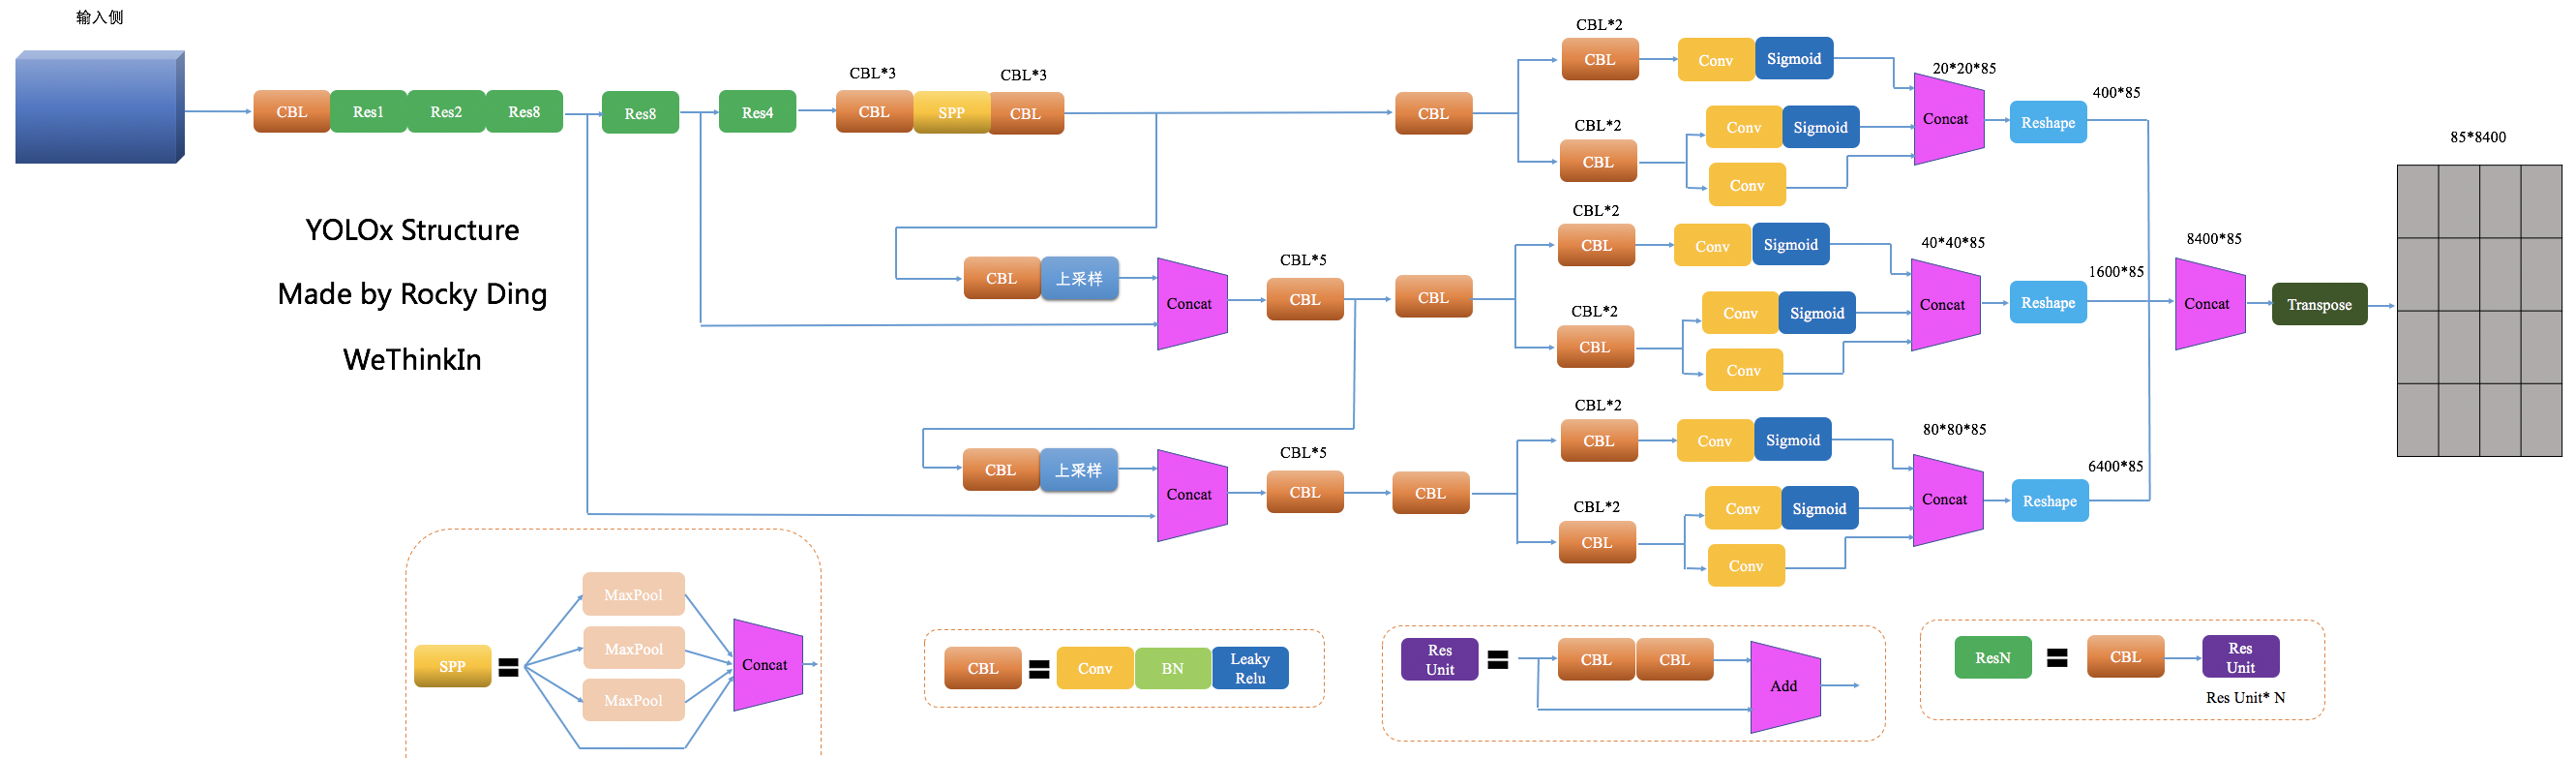 输入侧
CBL
Res1
Res2
Res8
Res8
Res4
CBL*3
CBL
SPP
CBL*3
CBL
YOLOx Structure
Made by Rocky Ding
WeThinkIn
CBL
CBL*2
CBL
Conv
Sigmoid
CBL*2
CBL
Conv
Sigmoid
Conv
20*20*85
Concat
Reshape
400*85
CBL
上采样
Concat
CBL*5
CBL
CBL
CBL*2
CBL
Conv
Sigmoid
CBL*2
CBL
Conv
Sigmoid
Conv
40*40*85
Concat
Reshape
1600*85
CBL
上采样
Concat
CBL*5
CBL
CBL
CBL*2
CBL
Conv
Sigmoid
CBL*2
CBL
Conv
Sigmoid
Conv
80*80*85
Concat
Reshape
6400*85
8400*85
Concat
Transpose
85*8400
SPP
=
MaxPool
MaxPool
MaxPool
Concat
CBL
=
Conv
BN
Leaky
Relu
Res
Unit
=
CBL
CBL
Add
ResN
=
CBL
Res
Unit
Res Unit* N